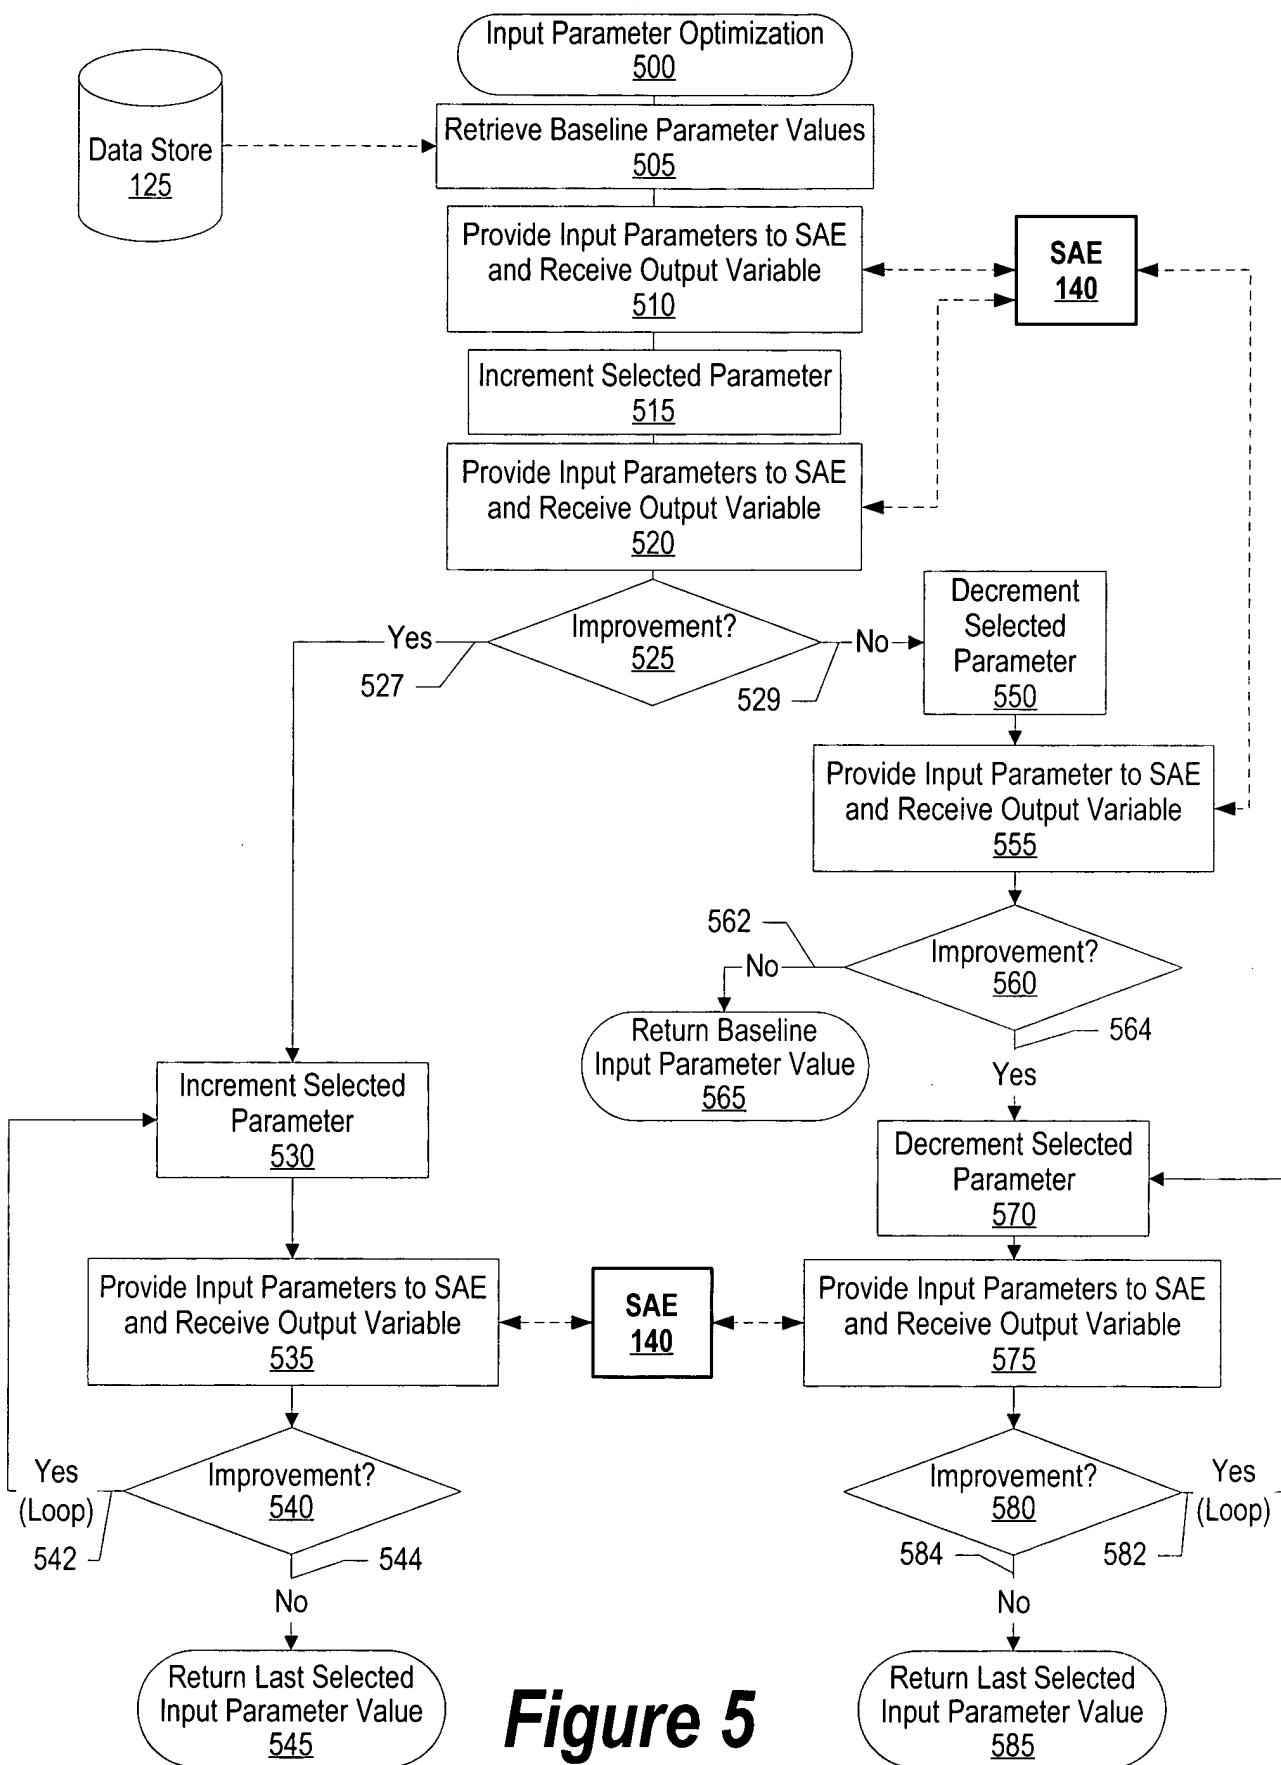 Input Parameter Optimization
500
Data Store
125
Retrieve Baseline Parameter Values
505
Provide Input Parameters to SAE
and Receive Output Variable
510
SAE
140
Increment Selected Parameter
515
Provide Input Parameters to SAE
and Receive Output Variable
520
Improvement?
525
Yes
527
No
529
Decrement
Selected
Parameter
550
Provide Input Parameter to SAE
and Receive Output Variable
555
Improvement?
560
562
No
564
Yes
Return Baseline
Input Parameter Value
565
Increment Selected
Parameter
530
Decrement Selected
Parameter
570
Provide Input Parameters to SAE
and Receive Output Variable
535
SAE
140
Provide Input Parameters to SAE
and Receive Output Variable
575
Improvement?
540
Yes
(Loop)
542
544
No
Improvement?
580
Yes
(Loop)
582
584
No
Return Last Selected
Input Parameter Value
545
Figure 5
Return Last Selected
Input Parameter Value
585